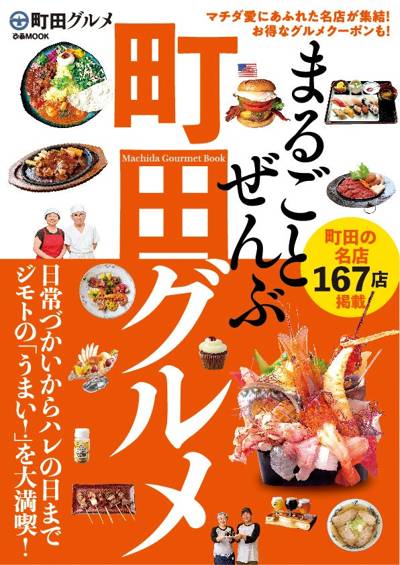 町田グルメ
ぴあMOOK
マチダ愛にあふれた名店が集結!
お得なグルメクーポンも!
まるごと
ぜんぶ
町田グルメ
Machida Gourmet Book
町田の
名店
167店
掲載
日常づかいからハレの日まで
ジモトの「うまい!」を大満喫!